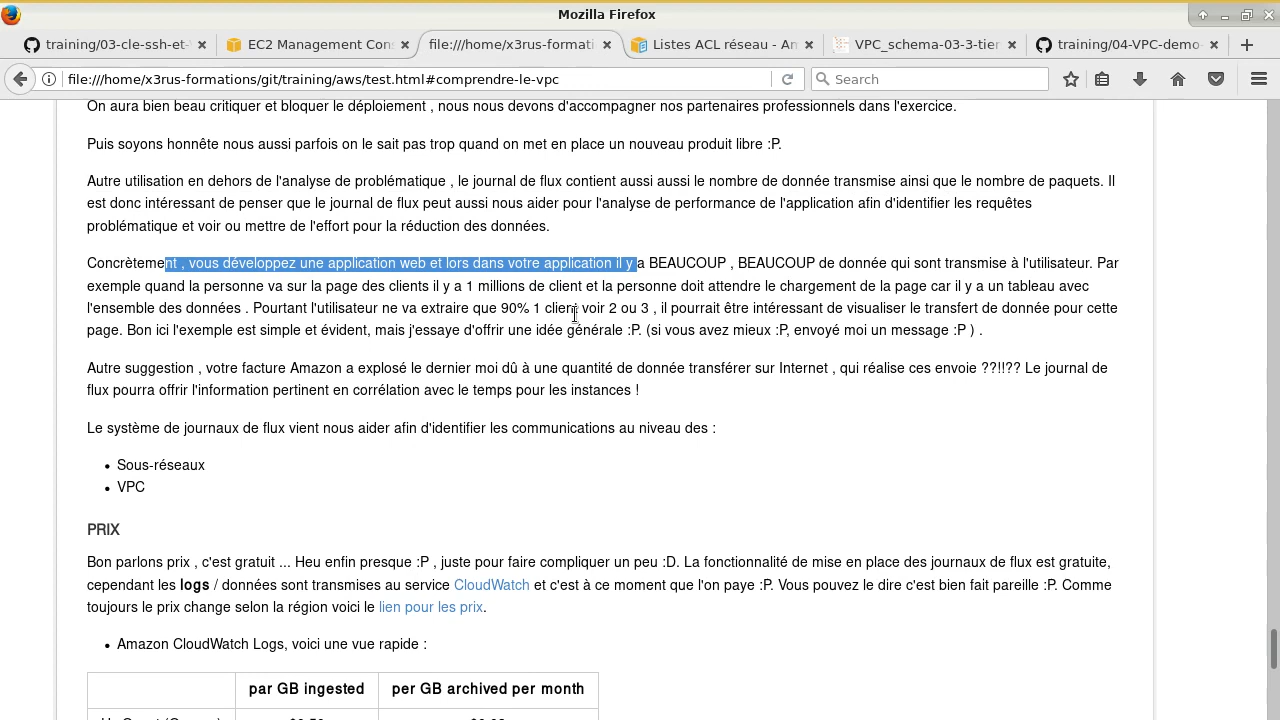 Mozilla Firefox
training/03-cle-ssh-et-
EC2 Management Con
file:///home/x3rus-formati
Listes ACL réseau - Am
VPC_schema-03-3-tier
training/04-VPC-demo-
file:///home/x3rus-formations/git/training/aws/test.html#comprendre-le-vpc
Search
On aura bien beau critiquer et bloquer le déploiement , nous nous devons d'accompagner nos partenaires professionnels dans l'exercice.
Puis soyons honnête nous aussi parfois on le sait pas trop quand on met en place un nouveau produit libre :P.
Autre utilisation en dehors de l'analyse de problématique , le journal de flux contient aussi aussi le nombre de donnée transmise ainsi que le nombre de paquets. Il
est donc intéressant de penser que le journal de flux peut aussi nous aider pour l'analyse de performance de l'application afin d'identifier les requêtes
problématique et voir ou mettre de l'effort pour la réduction des données.
Concrètement , vous développez une application web et lors dans votre application il y a BEAUCOUP , BEAUCOUP de donnée qui sont transmise à l'utilisateur. Par
exemple quand la personne va sur la page des clients il y a 1 millions de client et la personne doit attendre le chargement de la page car il y a un tableau avec
l'ensemble des données . Pourtant l'utilisateur ne va extraire que 90% 1 client voir 2 ou 3 , il pourrait être intéressant de visualiser le transfert de donnée pour cette
page. Bon ici l'exemple est simple et évident, mais j'essaye d'offrir une idée générale :P. (si vous avez mieux :P, envoyé moi un message :P ) .
Autre suggestion , votre facture Amazon a explosé le dernier moi dû à une quantité de donnée transférer sur Internet , qui réalise ces envoie ??!!?? Le journal de
flux pourra offrir l'information pertinent en corrélation avec le temps pour les instances !
Le système de journaux de flux vient nous aider afin d'identifier les communications au niveau des :
Sous-réseaux
VPC
PRIX
Bon parlons prix , c'est gratuit ... Heu enfin presque :P , juste pour faire compliquer un peu :D. La fonctionnalité de mise en place des journaux de flux est gratuite,
cependant les logs / données sont transmises au service CloudWatch et c'est à ce moment que l'on paye :P. Vous pouvez le dire c'est bien fait pareille :P. Comme
toujours le prix change selon la région voici le lien pour les prix.
Amazon CloudWatch Logs, voici une vue rapide :
par GB ingested
per GB archived per month